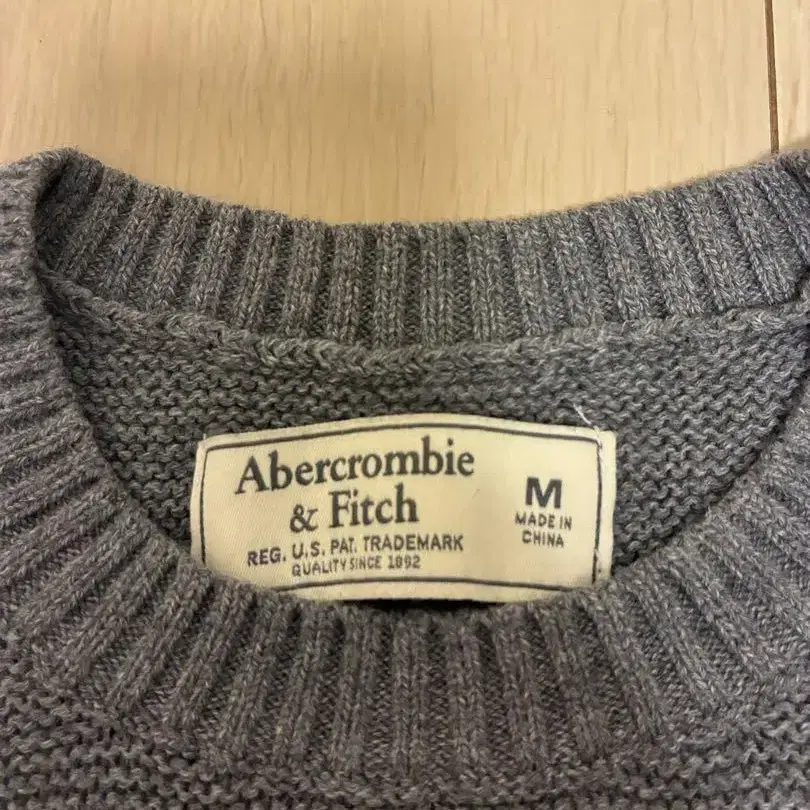 Abercrombie
& Fitch
REG. U.S. PAT. TRADEMARK
QUALITY SINCE 1892
M
MADE IN
CHINA